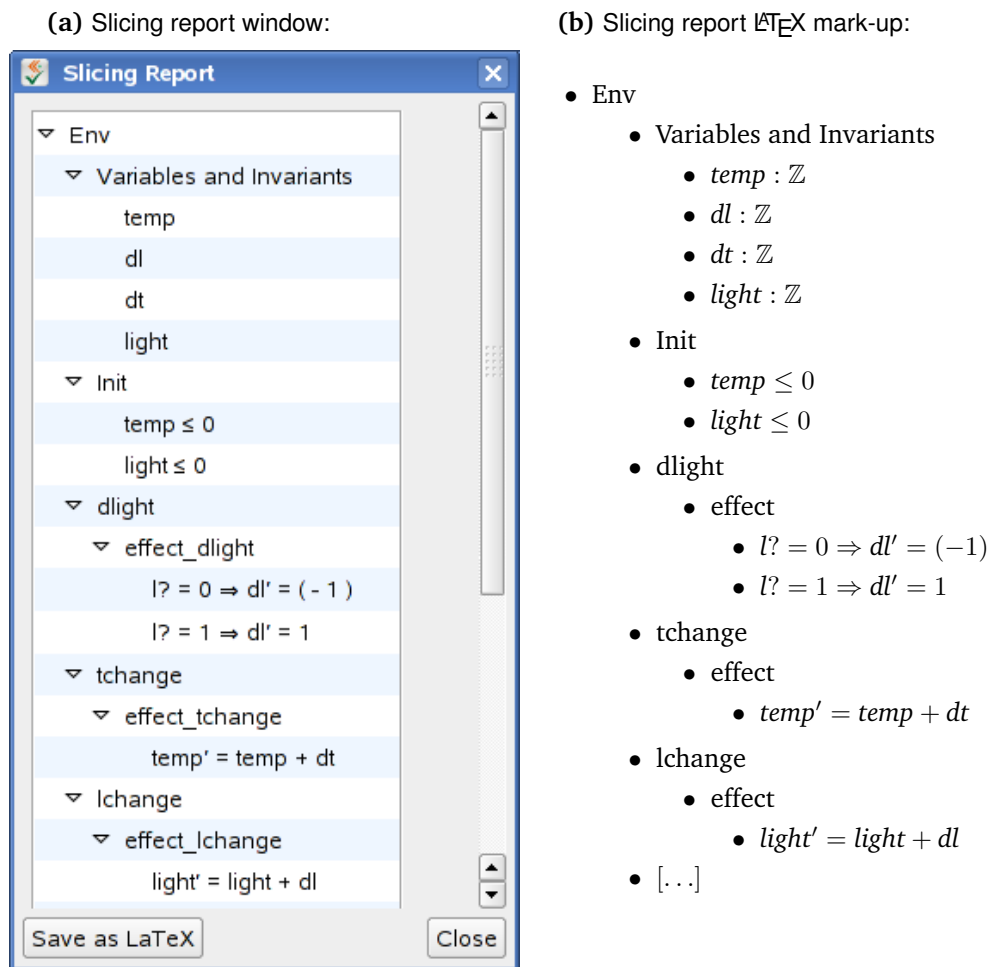 (a) Slicing report window:
Slicing Report
Env
Variables and Invariants
temp
dl
dt
light
Init
temp ≤ 0
light ≤ 0
dlight
effect_dlight
l? = 0 ⇒ dl′ = ( - 1 )
l? = 1 ⇒ dl′ = 1
tchange
effect_tchange
temp′ = temp + dt
lchange
effect_lchange
light′ = light + dl
Save as LaTeX
Close
(b) Slicing report LATEX mark-up:
• Env
• Variables and Invariants
• temp : ℤ
• dl : ℤ
• dt : ℤ
• light : ℤ
• Init
• temp ≤ 0
• light ≤ 0
• dlight
• effect
• l? = 0 ⇒ dl′ = (−1)
• l? = 1 ⇒ dl′ = 1
• tchange
• effect
• temp′ = temp + dt
• lchange
• effect
• light′ = light + dl
• [...]